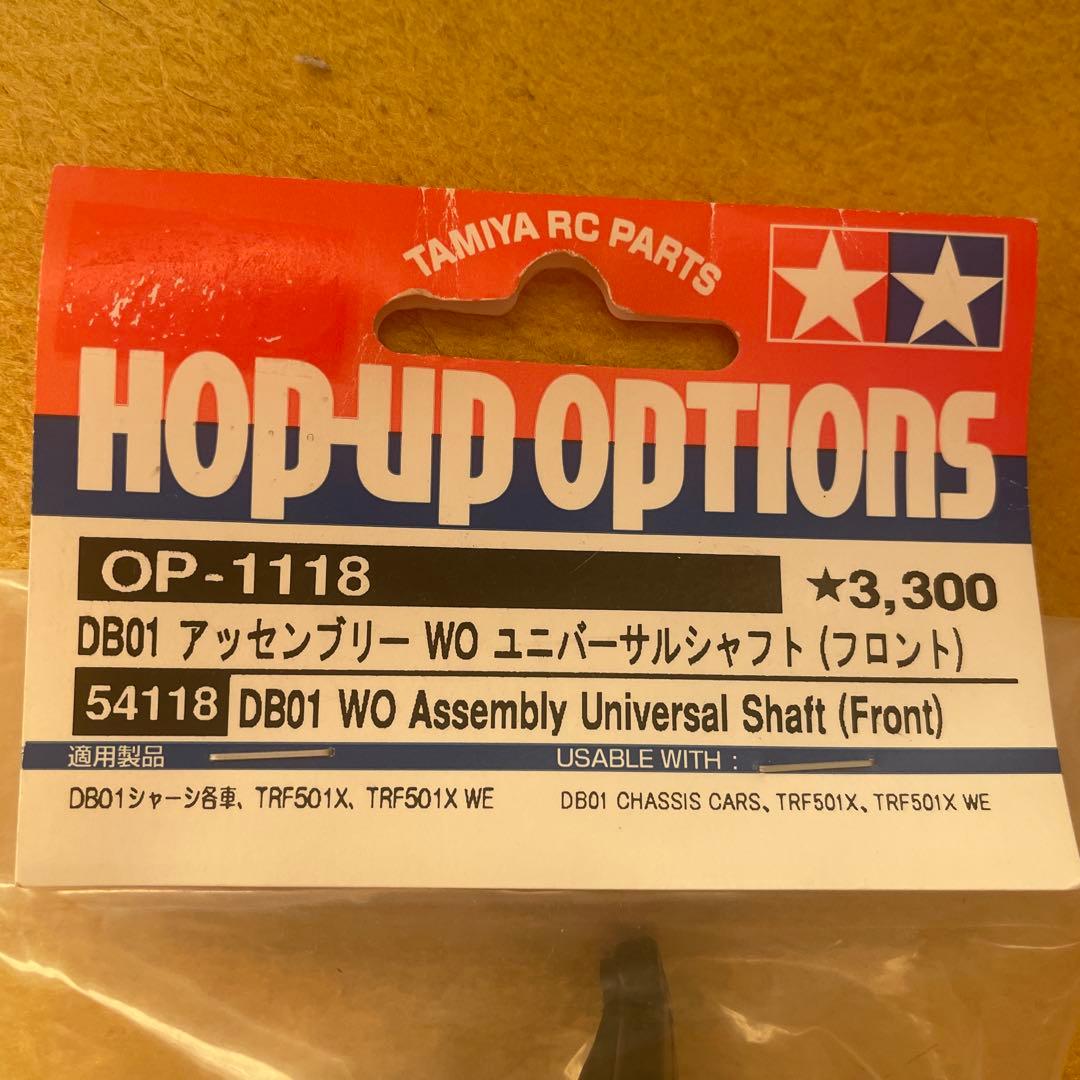 TAMIYA RC PARTS
HOP-UP OPTIONS
OP-1118
★3,300
DB01 アッセンブリー WO ユニバーサルシャフト (フロント)
54118 DB01 WO Assembly Universal Shaft (Front)
適用製品
USABLE WITH :
DB01シャーシ各車、TRF501X、TRF501X WE
DB01 CHASSIS CARS、TRF501X、TRF501X WE